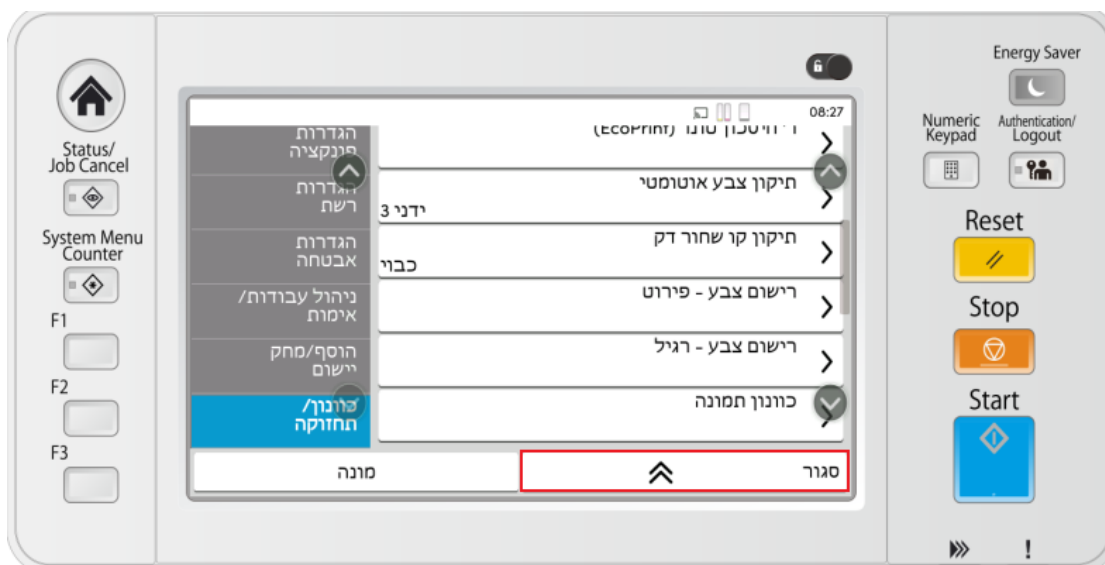 Energy Saver
Numeric
Keypad
Authentication/
Logout
Status/
Job Cancel
System Menu
Counter
F1
F2
F3
Reset
Stop
Start
08:27
הגדרות
פונקציה
הגדרות
רשת
הגדרות
אבטחה
ניהול עבודות/
אימות
הוסף/מחק
יישום
כוונון/
תחזוקה
(EcoPrint)
תיקון צבע אוטומטי
ידני 3
תיקון קו שחור דק
כבוי
רישום צבע - פירוט
רישום צבע - רגיל
כוונון תמונה
סגור
מונה